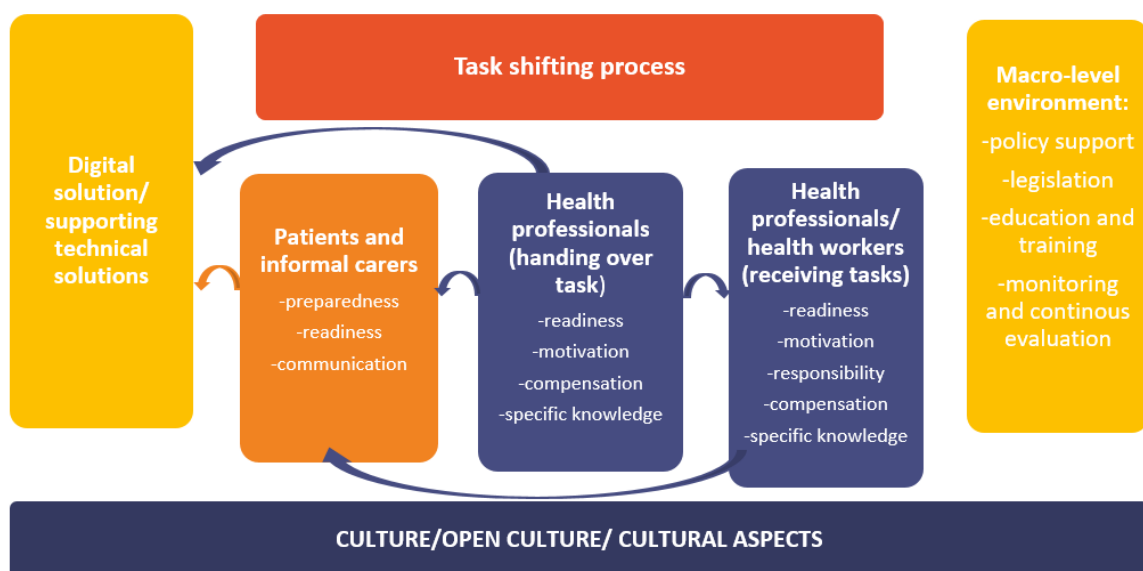 Task shifting process
Digital
solution/
supporting
technical
solutions
Patients and
informal carers
-preparedness
-readiness
-communication
Health
professionals
(handing over
task)
-readiness
-motivation
-compensation
-specific knowledge
Health
professionals/
health workers
(receiving tasks)
-readiness
-motivation
-responsibility
-compensation
-specific knowledge
Macro-level
environment:
-policy support
-legislation
-education and
training
-monitoring
and continous
evaluation
CULTURE/OPEN CULTURE/ CULTURAL ASPECTS